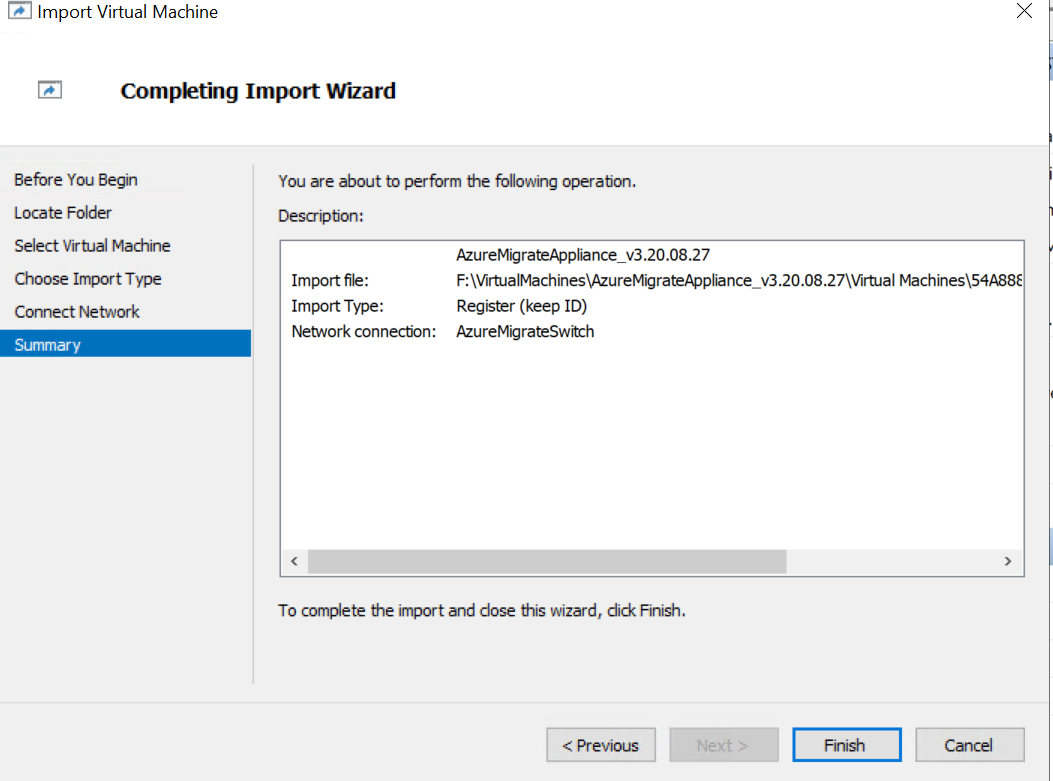 Import Virtual Machine
Completing Import Wizard
Before You Begin
Locate Folder
Select Virtual Machine
Choose Import Type
Connect Network
Summary
You are about to perform the following operation.
Description:
AzureMigrateAppliance_v3.20.08.27
Import file: F:\VirtualMachines\AzureMigrateAppliance_v3.20.08.27\Virtual Machines\54A888
Import Type: Register (keep ID)
Network connection: AzureMigrateSwitch
To complete the import and close this wizard, click Finish.
< Previous Next > Finish Cancel